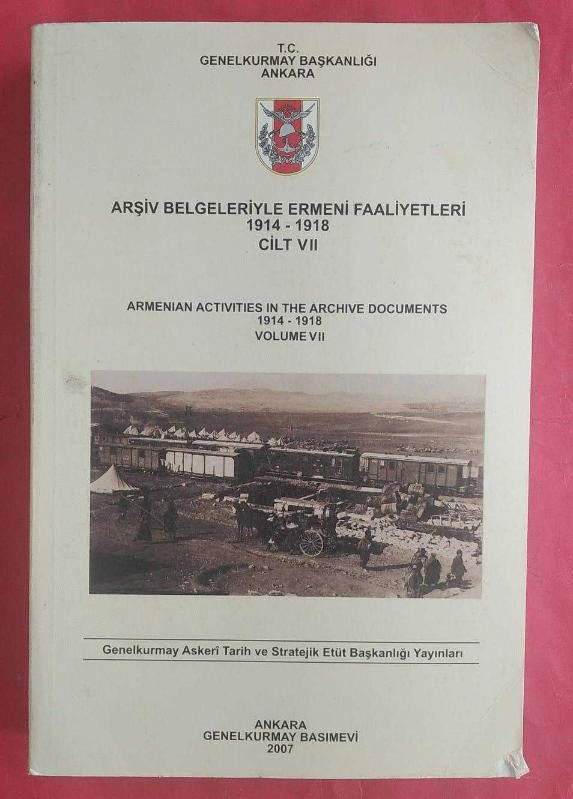 T.C.
GENELKURMAY BAŞKANLIĞI
ANKARA
ARŞİV BELGELERİYLE ERMENİ FAALİYETLERİ
1914 - 1918
CİLT VII
ARMENIAN ACTIVITIES IN THE ARCHIVE DOCUMENTS
1914 - 1918
VOLUME VII
Genelkurmay Askerî Tarih ve Stratejik Etüt Başkanlığı Yayınları
ANKARA
GENELKURMAY BASIMEVİ
2007